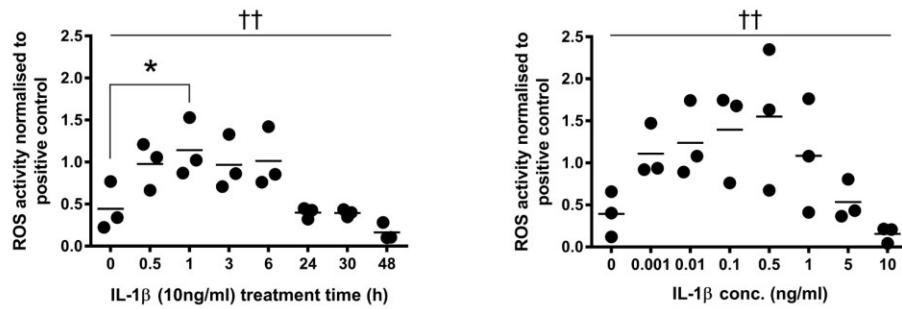 ††
ROS activity normalised to
positive control
2.5
2.0
1.5
1.0
0.5
0.0
*
0 0.5 1 3 6 24 30 48
IL-1β (10ng/ml) treatment time (h)
††
ROS activity normalised to
positive control
2.5
2.0
1.5
1.0
0.5
0.0
0 0.001 0.01 0.1 0.5 1 5 10
IL-1β conc. (ng/ml)